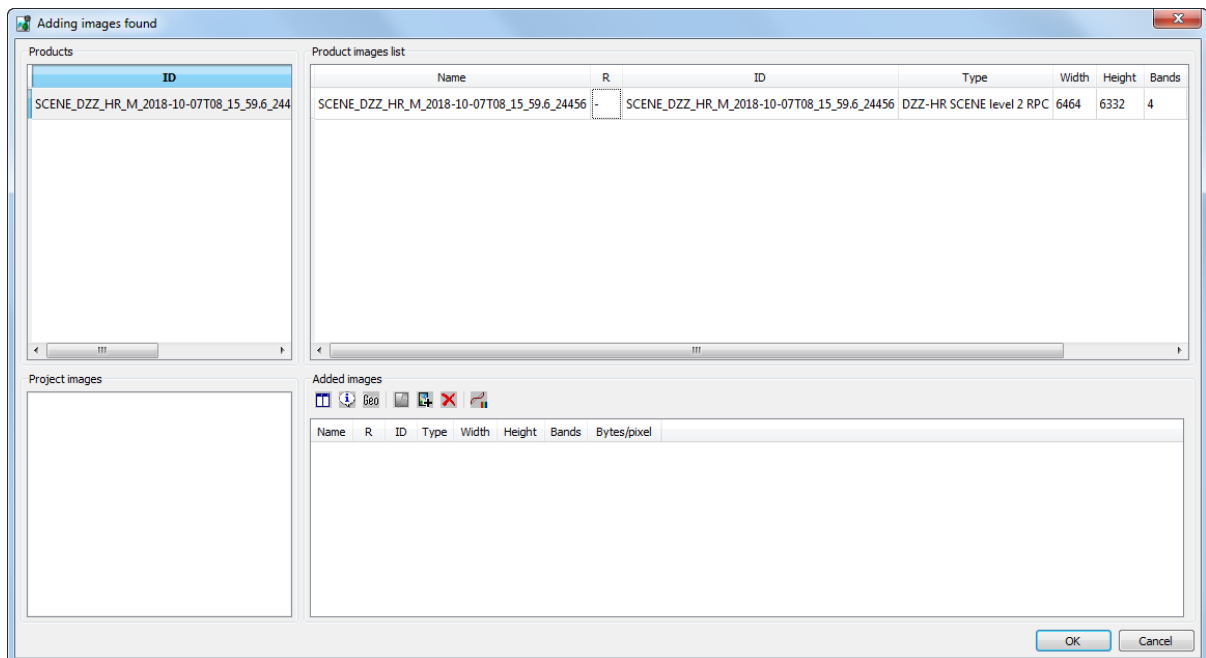 Adding images found
Products
Product images list
ID
Name R ID Type Width Height Bands
SCENE_DZZ_HR_M_2018-10-07T08_15_59.6_244
SCENE_DZZ_HR_M_2018-10-07T08_15_59.6_24456 - SCENE_DZZ_HR_M_2018-10-07T08_15_59.6_24456 DZZ-HR SCENE level 2 RPC 6464 6332 4
Project images
Added images
Geo
Name R ID Type Width Height Bands Bytes/pixel
OK Cancel